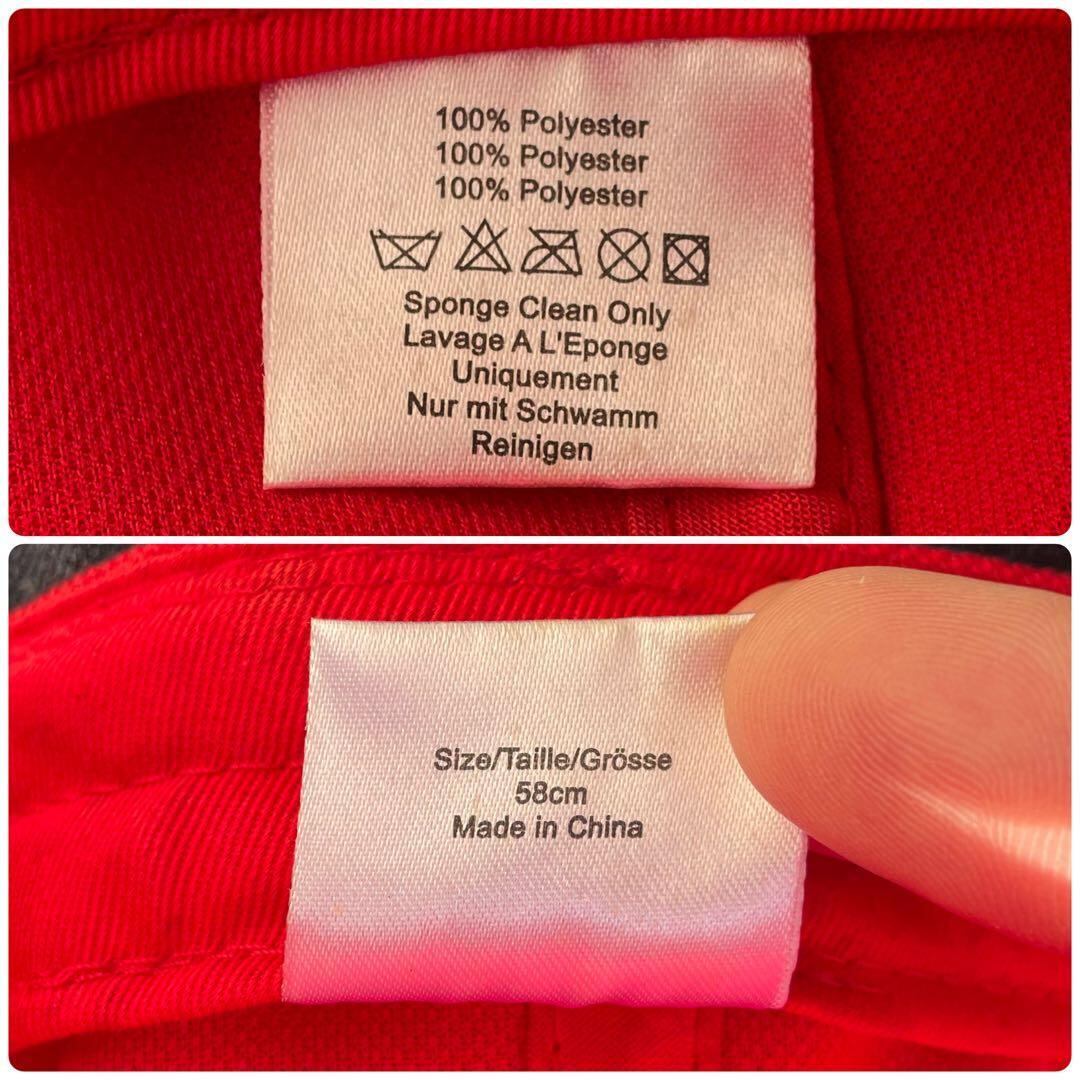 100% Polyester
100% Polyester
100% Polyester
Sponge Clean Only
Lavage A L'Eponge
Uniquement
Nur mit Schwamm
Reinigen
Size/Taille/Grösse
58cm
Made in China